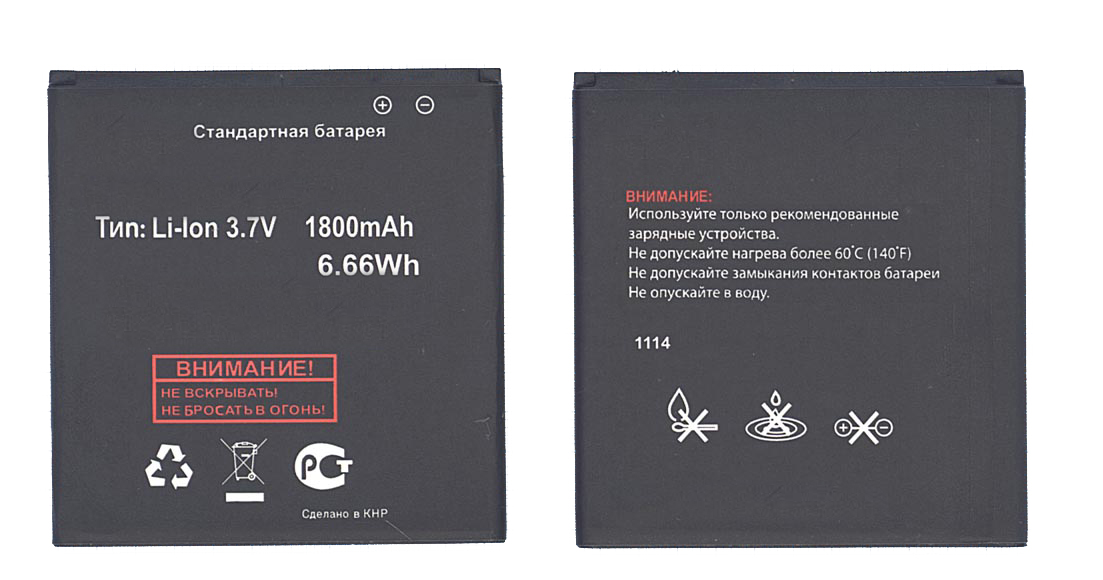 Стандартная батарея
Тип: Li-Ion 3.7V 1800mAh
6.66Wh
ВНИМАНИЕ!
НЕ ВСКРЫВАТЬ!
НЕ БРОСАТЬ В ОГОНЬ!
РСТ
Сделано в КНР
ВНИМАНИЕ:
Используйте только рекомендованные
зарядные устройства.
Не допускайте нагрева более 60°C (140°F)
Не допускайте замыкания контактов батареи
Не опускайте в воду.
1114